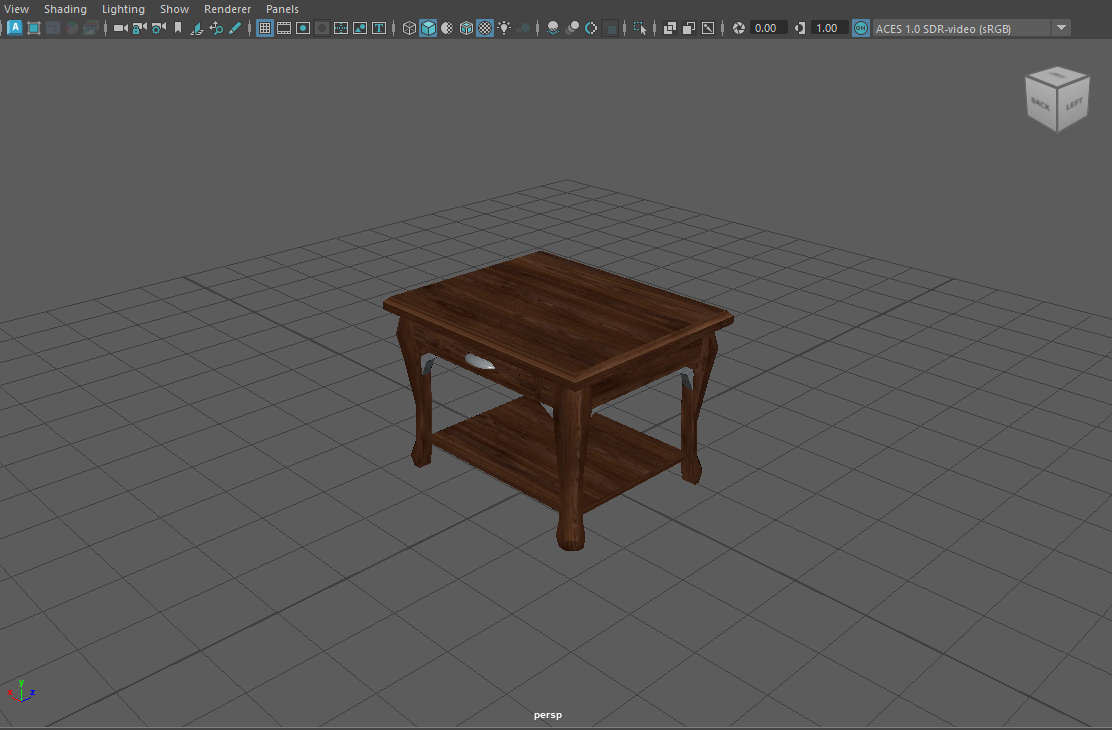 View Shading Lighting Show Renderer Panels
A T 0.00 1.00 ON ACES 1.0 SDR-video (sRGB)
BACK LEFT
y
x z
persp